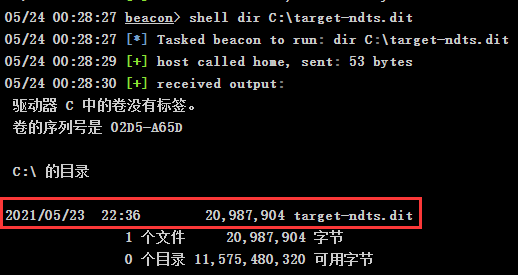 05/24 00:28:27 beacon> shell dir C:\target-ndts.dit
05/24 00:28:27 [*] Tasked beacon to run: dir C:\target-ndts.dit
05/24 00:28:29 [+] host called home, sent: 53 bytes
05/24 00:28:30 [+] received output:
驱动器 C 中的卷没有标签。
卷的序列号是 02D5-A65D
C:\ 的目录
2021/05/23 22:36 20,987,904 target-ndts.dit
1 个文件 20,987,904 字节
0 个目录 11,575,480,320 可用字节